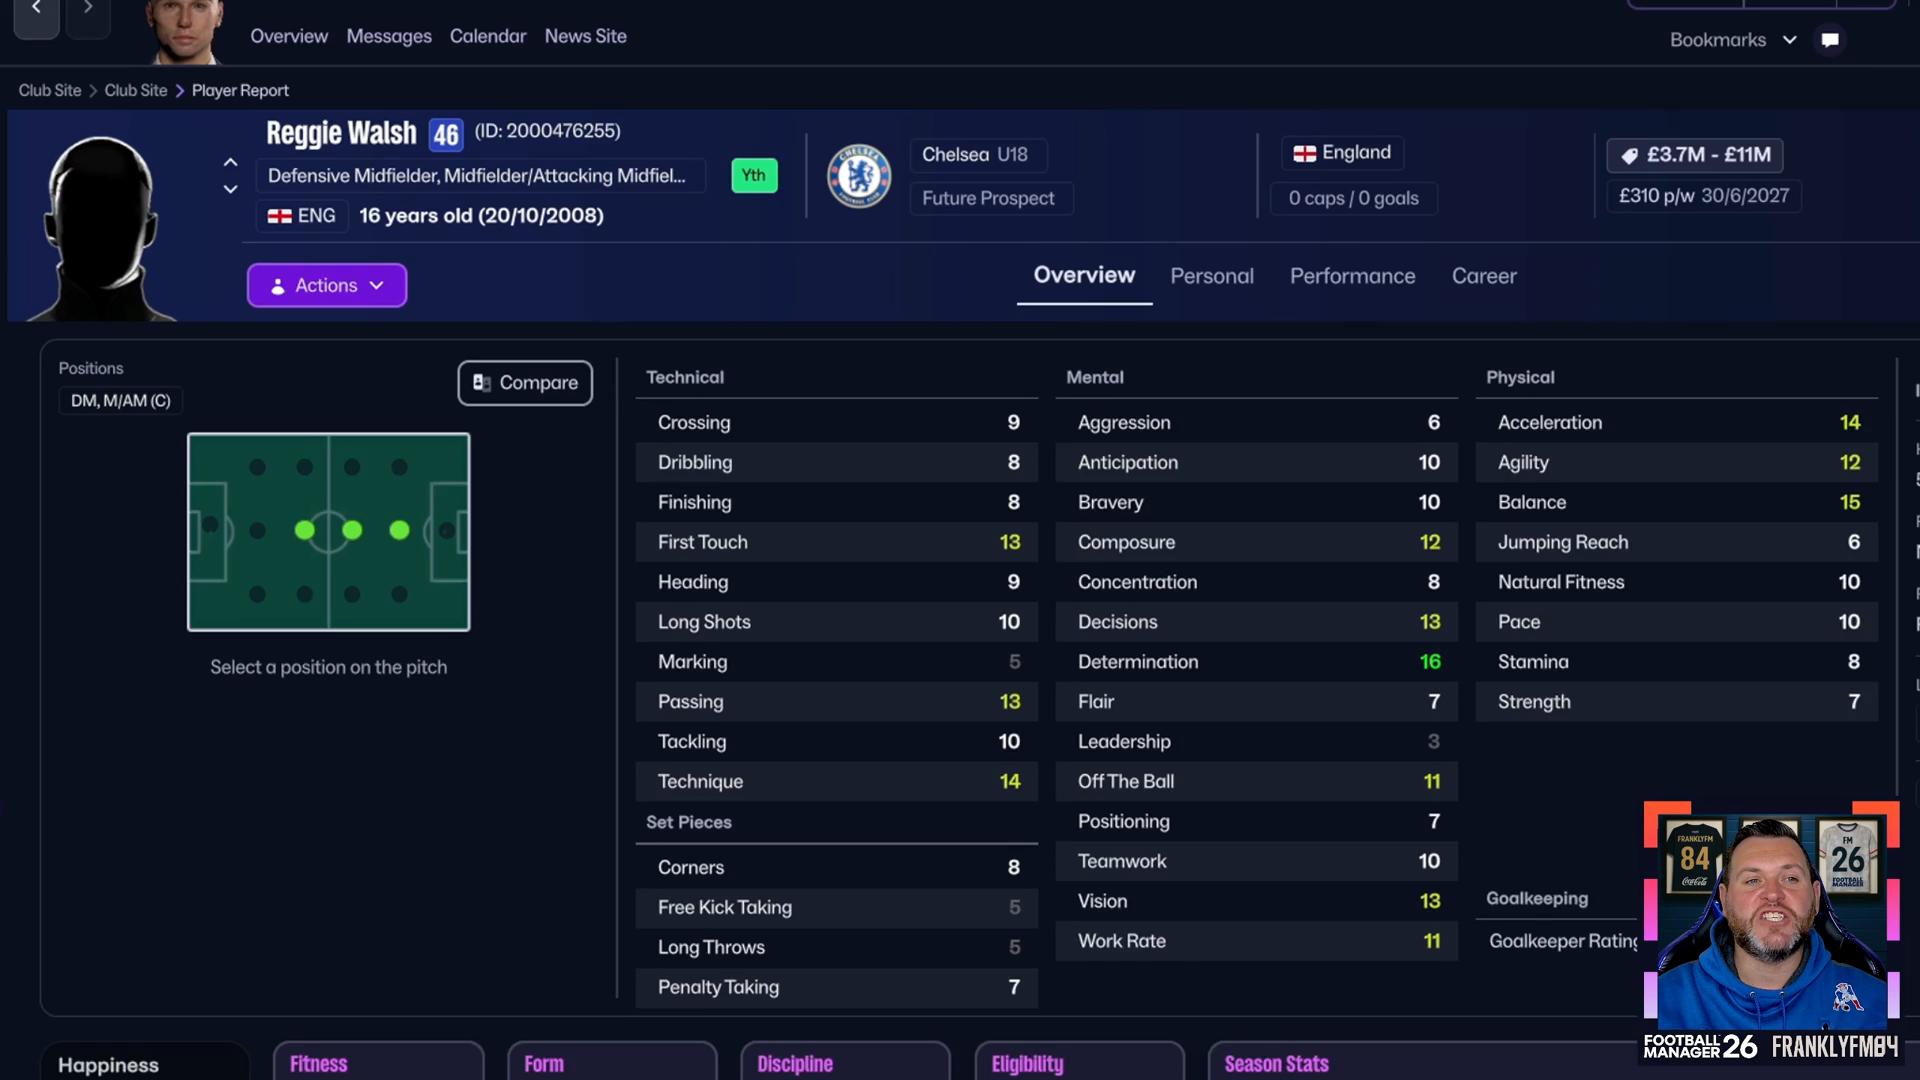 Overview Messages Calendar News Site
Bookmarks
Club Site > Club Site > Player Report
Reggie Walsh 46 (ID: 2000476255)
Defensive Midfielder, Midfielder/Attacking Midfiel...
Yth
ENG 16 years old (20/10/2008)
CHELSEA
Chelsea U18
Future Prospect
England
0 caps / 0 goals
£3.7M - £11M
£310 p/w 30/6/2027
Actions
Overview Personal Performance Career
Positions
DM, M/AM (C)
Compare
Select a position on the pitch
Technical
Crossing 9
Dribbling 8
Finishing 8
First Touch 13
Heading 9
Long Shots 10
Marking 5
Passing 13
Tackling 10
Technique 14
Set Pieces
Corners 8
Free Kick Taking 5
Long Throws 5
Penalty Taking 7
Mental
Aggression 6
Anticipation 10
Bravery 10
Composure 12
Concentration 8
Decisions 13
Determination 16
Flair 7
Leadership 3
Off The Ball 11
Positioning 7
Teamwork 10
Vision 13
Work Rate 11
Physical
Acceleration 14
Agility 12
Balance 15
Jumping Reach 6
Natural Fitness 10
Pace 10
Stamina 8
Strength 7
Goalkeeping
Goalkeeper Rating
FRANKLYFM
84
Coca-Cola
FM
26
FOOTBALL
MANAGER
FOOTBALL
MANAGER 26
FRANKLYFM84
Happiness
Fitness
Form
Discipline
Eligibility
Season Stats